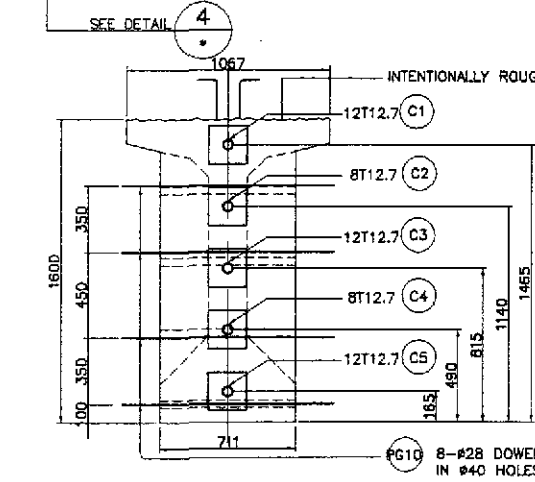 SEE DETAIL 4
*
1067
INTENTIONALLY ROUG
12T12.7 C1
8T12.7 C2
12T12.7 C3
8T12.7 C4
12T12.7 C5
1600
350
450
350
100
165
490
815
1140
1465
711
PG10 8-ø28 DOWEL
IN ø40 HOLES